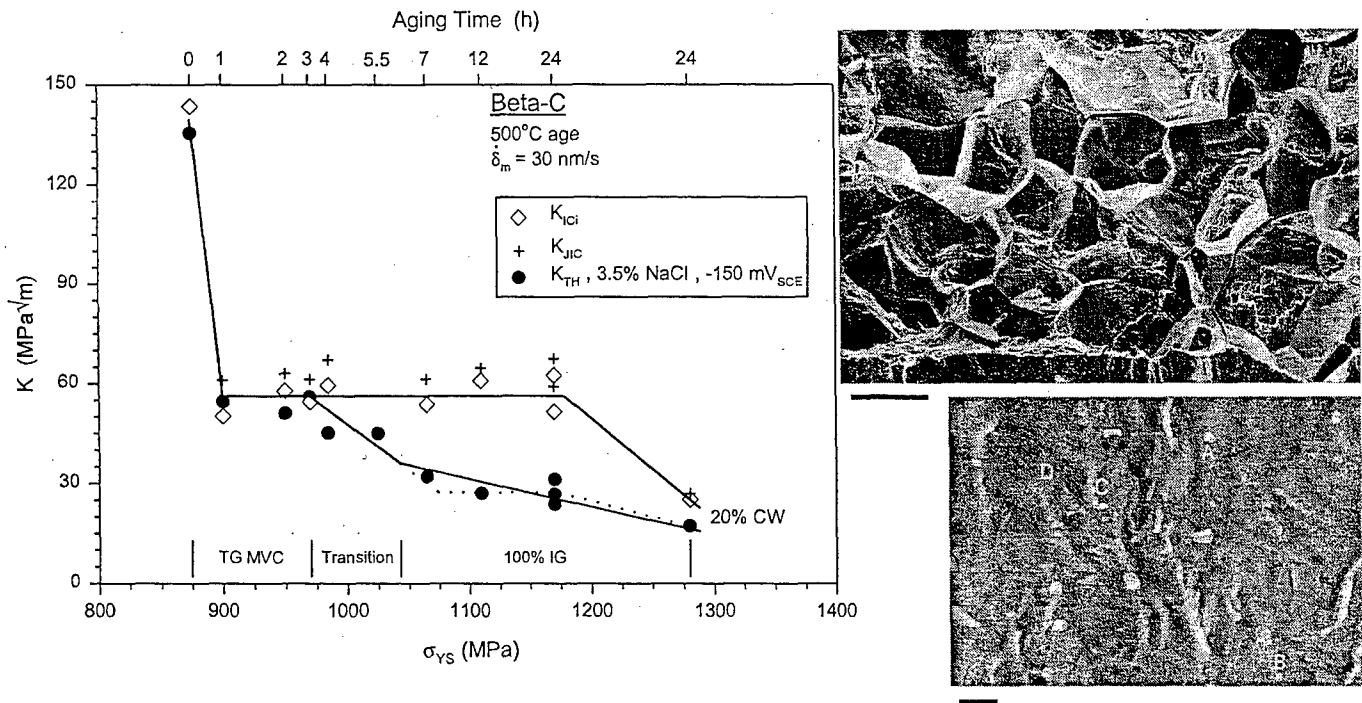 Aging Time (h)
0 1 2 3 4 5.5 7 12 24 24
150
120
90
60
30
0
K (MPa√m)
Beta-C
500°C age
δ̇m = 30 nm/s
KICi
KJIC
KTH , 3.5% NaCl , -150 mVSCE
20% CW
TG MVC
Transition
100% IG
800 900 1000 1100 1200 1300 1400
σYS (MPa)
A
D
C
B